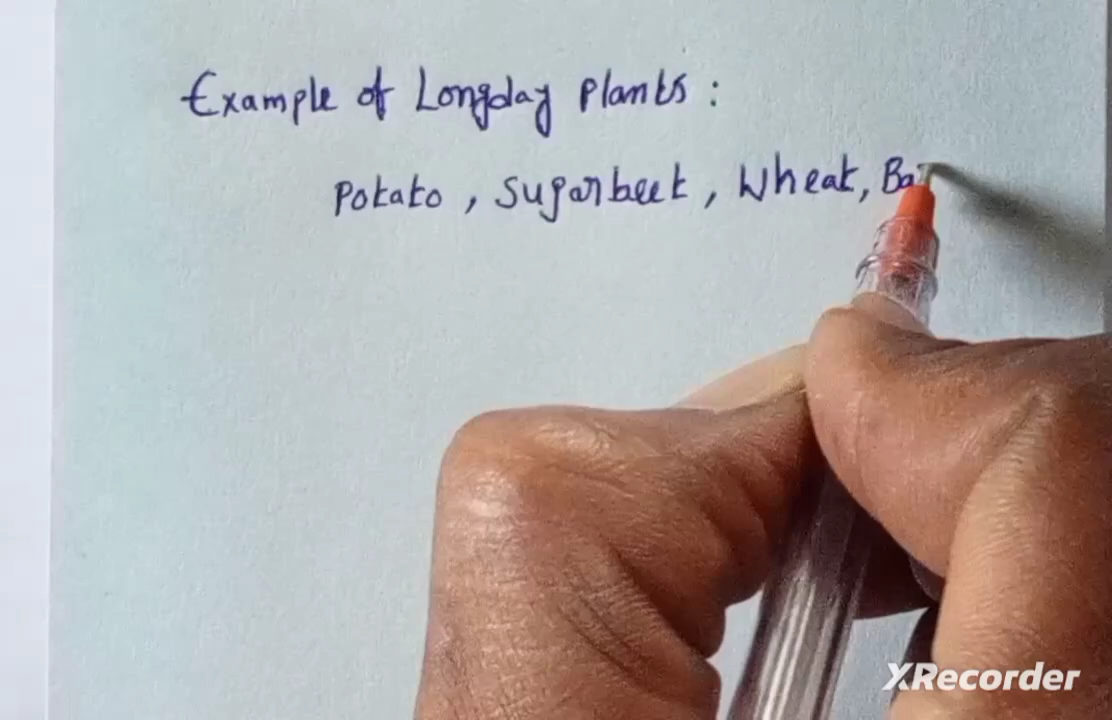 Example of Longday Plants :
Potato , Sugarbeet , Wheat,
XRecorder